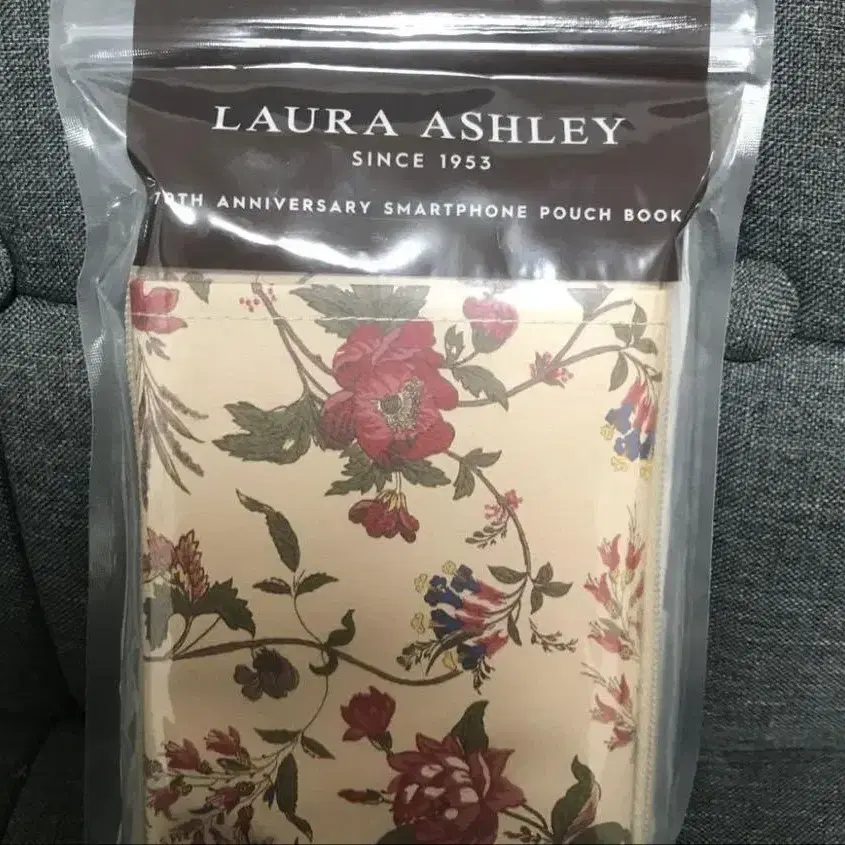 LAURA ASHLEY
SINCE 1953
70TH ANNIVERSARY SMARTPHONE POUCH BOOK